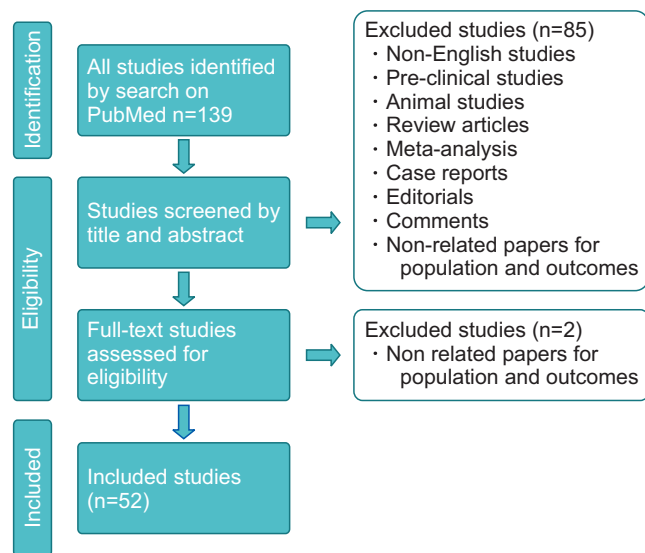 Identification
All studies identified
by search on
PubMed n=139
Excluded studies (n=85)
・Non-English studies
・Pre-clinical studies
・Animal studies
・Review articles
・Meta-analysis
・Case reports
・Editorials
・Comments
・Non-related papers for
population and outcomes
Eligibility
Studies screened by
title and abstract
Full-text studies
assessed for
eligibility
Excluded studies (n=2)
・Non related papers for
population and outcomes
Included
Included studies
(n=52)